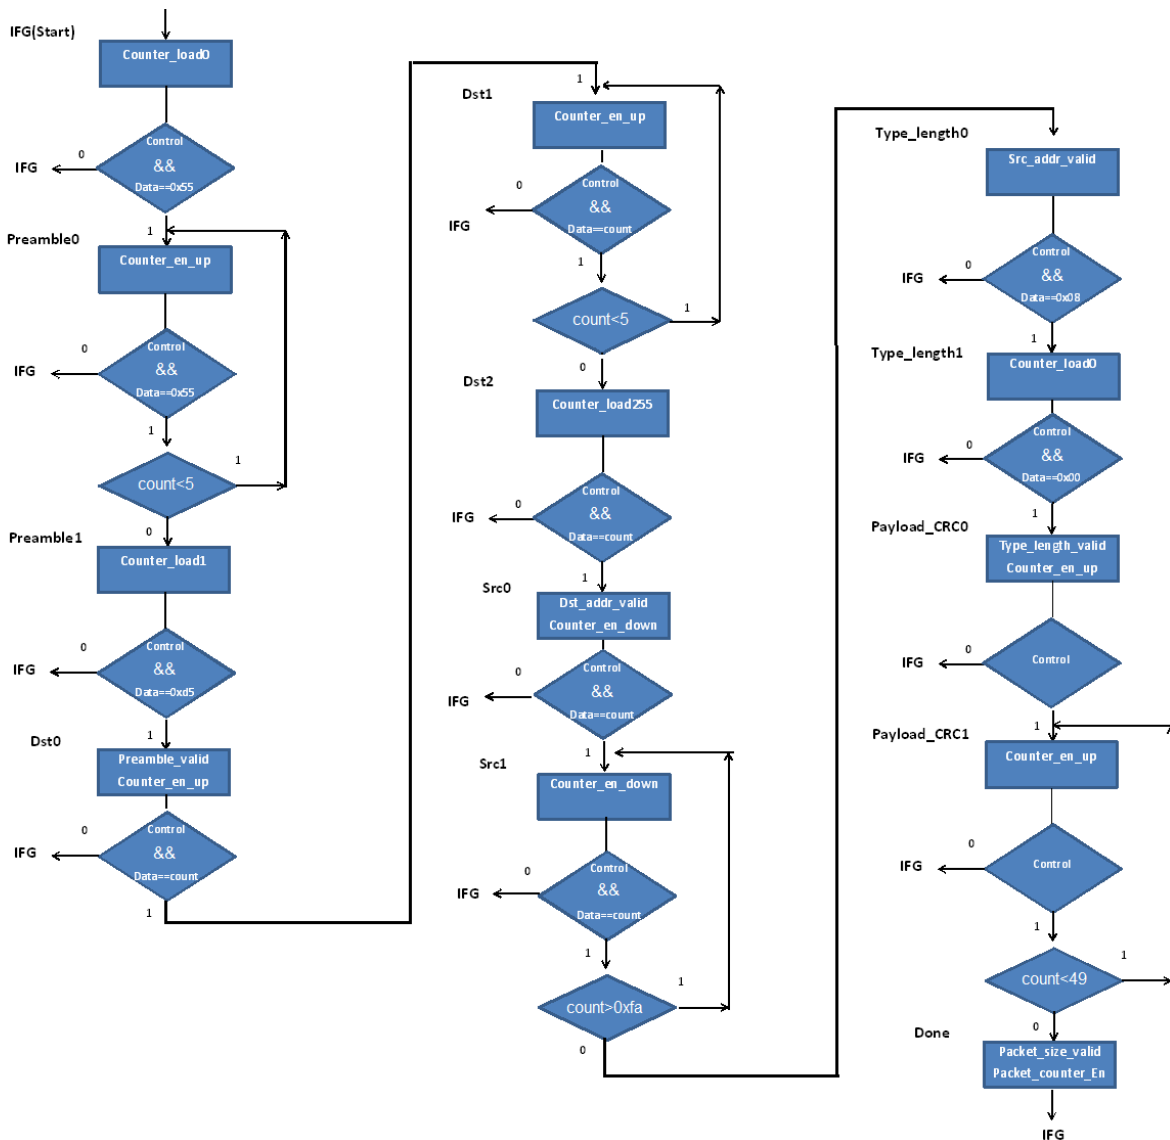 IFG(Start)
Counter_load0
Control
&&
Data==0x55
0
IFG
1
Preamble0
Counter_en_up
Control
&&
Data==0x55
0
IFG
1
count<5
1
0
Preamble1
Counter_load1
Control
&&
Data==0xd5
0
IFG
1
Dst0
Preamble_valid
Counter_en_up
Control
&&
Data==count
0
IFG
1
1
Dst1
Counter_en_up
Control
&&
Data==count
0
IFG
1
count<5
1
0
Dst2
Counter_load255
Control
&&
Data==count
0
IFG
1
Src0
Dst_addr_valid
Counter_en_down
Control
&&
Data==count
0
IFG
1
Src1
Counter_en_down
Control
&&
Data==count
0
IFG
1
count>0xfa
1
0
Type_length0
Src_addr_valid
Control
&&
Data==0x08
0
IFG
1
Type_length1
Counter_load0
Control
&&
Data==0x00
0
IFG
1
Payload_CRC0
Type_length_valid
Counter_en_up
Control
0
IFG
1
Payload_CRC1
Counter_en_up
Control
0
IFG
1
count<49
1
0
Done
Packet_size_valid
Packet_counter_En
IFG